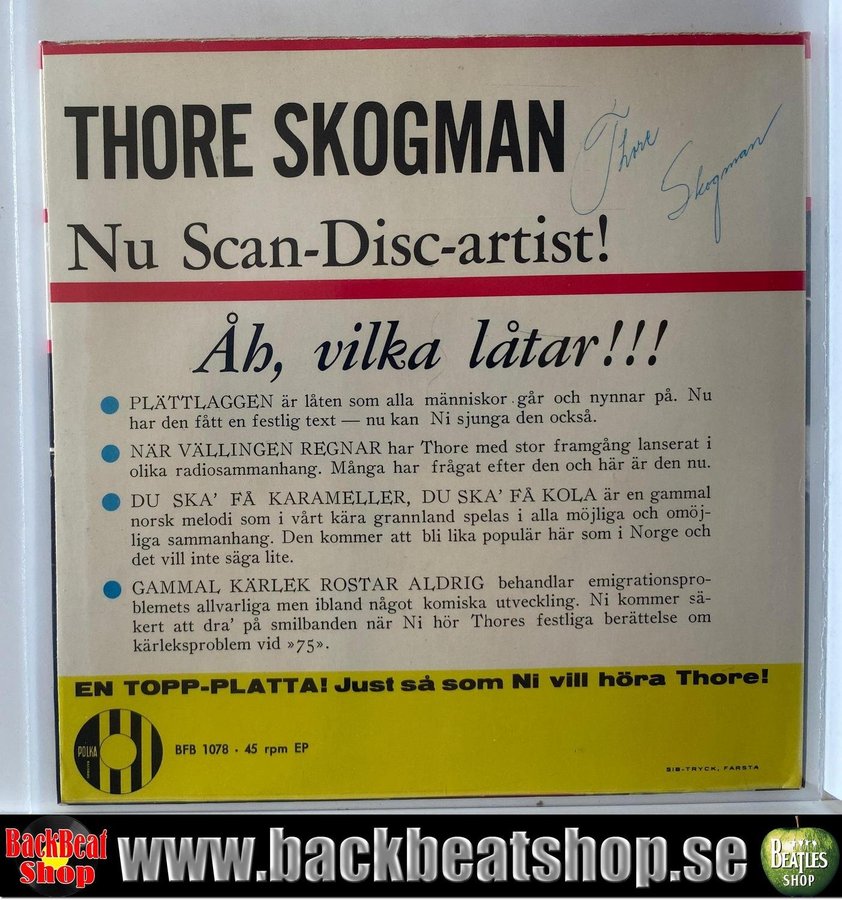 THORE SKOGMAN
Thore
Skogman
Nu Scan-Disc-artist!
Åh, vilka låtar!!!
PLÄTTLAGGEN är låten som alla människor går och nynnar på. Nu
har den fått en festlig text — nu kan Ni sjunga den också.
NÄR VÄLLINGEN REGNAR har Thore med stor framgång lanserat i
olika radiosammanhang. Många har frågat efter den och här är den nu.
DU SKA' FÅ KARAMELLER, DU SKA' FÅ KOLA är en gammal
norsk melodi som i vårt kära grannland spelas i alla möjliga och omöj-
liga sammanhang. Den kommer att bli lika populär här som i Norge och
det vill inte säga lite.
GAMMAL KÄRLEK ROSTAR ALDRIG behandlar emigrationspro-
blemets allvarliga men ibland något komiska utveckling. Ni kommer sä-
kert att dra' på smilbanden när Ni hör Thores festliga berättelse om
kärleksproblem vid »75».
EN TOPP-PLATTA! Just så som Ni vill höra Thore!
POLKA
BFB 1078 · 45 rpm EP
SIB-TRYCK, FARSTA
BackBeat
Shop
www.backbeatshop.se
BEATLES
SHOP